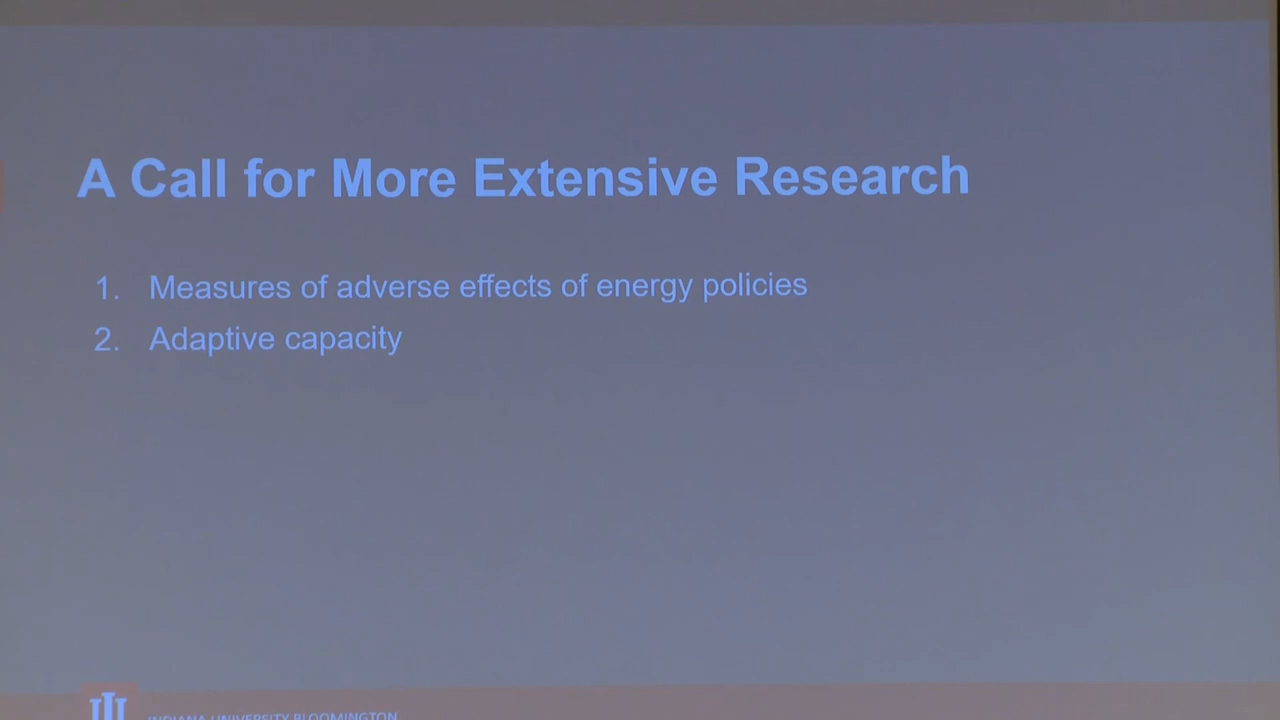 A Call for More Extensive Research
1. Measures of adverse effects of energy policies
2. Adaptive capacity
INDIANA UNIVERSITY BLOOMINGTON